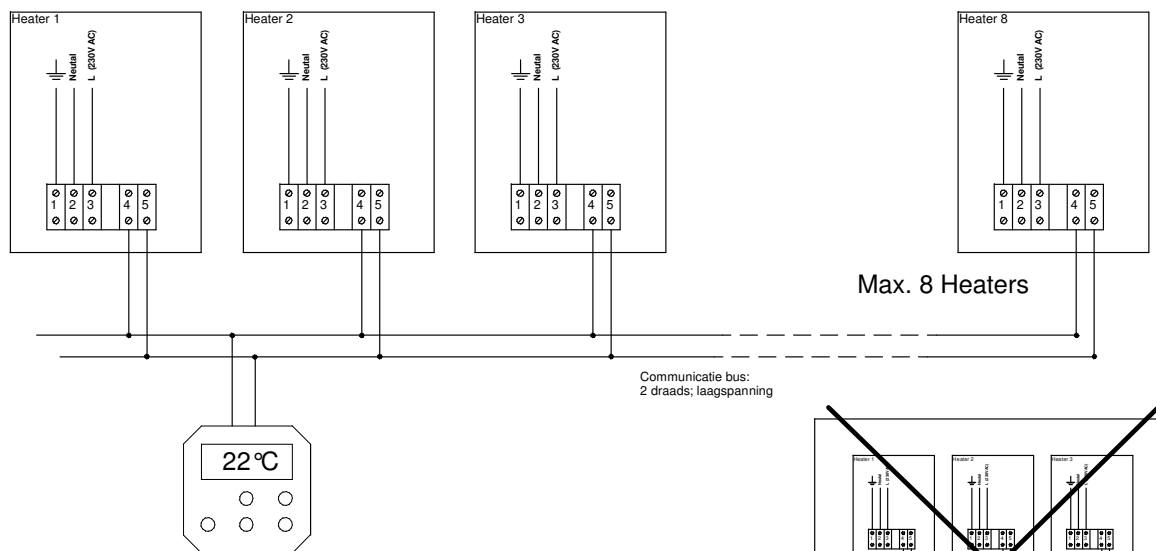 Heater 1
Heater 2
Heater 3
Heater 8
Neutal
L (230V AC)
Neutal
L (230V AC)
Neutal
L (230V AC)
Neutal
L (230V AC)
1 2 3 4 5
1 2 3 4 5
1 2 3 4 5
1 2 3 4 5
Max. 8 Heaters
Communicatie bus:
2 draads; laagspanning
22°C
Heater 1
Heater 2
Heater 3